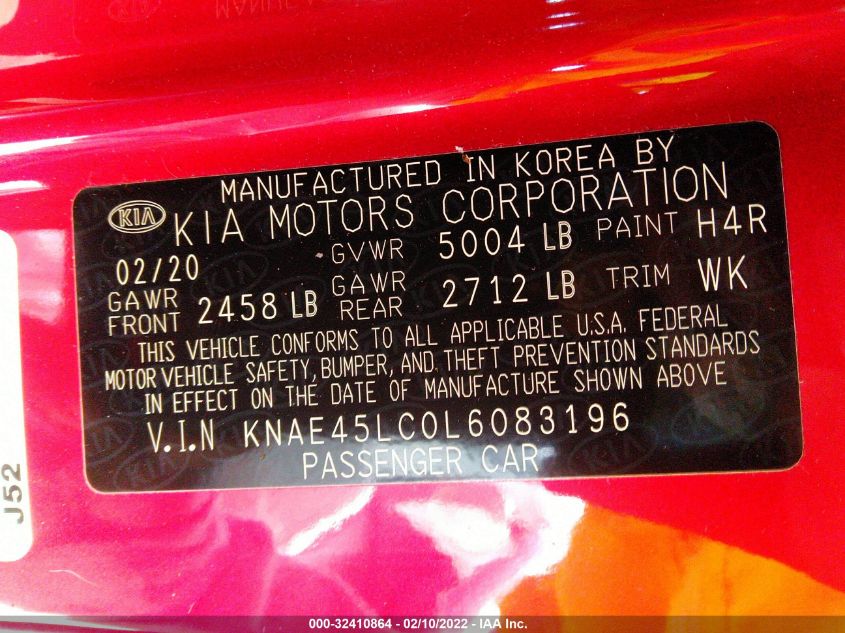 MANUFACTURED IN KOREA BY
KIA KIA MOTORS CORPORATION
02/20 GVWR 5004 LB PAINT H4R
GAWR FRONT 2458 LB GAWR REAR 2712 LB TRIM WK
THIS VEHICLE CONFORMS TO ALL APPLICABLE U.S.A. FEDERAL
MOTOR VEHICLE SAFETY, BUMPER, AND THEFT PREVENTION STANDARDS
IN EFFECT ON THE DATE OF MANUFACTURE SHOWN ABOVE
V.I.N KNAE45LC0L6083196
PASSENGER CAR
J52
000-32410864 - 02/10/2022 - IAA Inc.